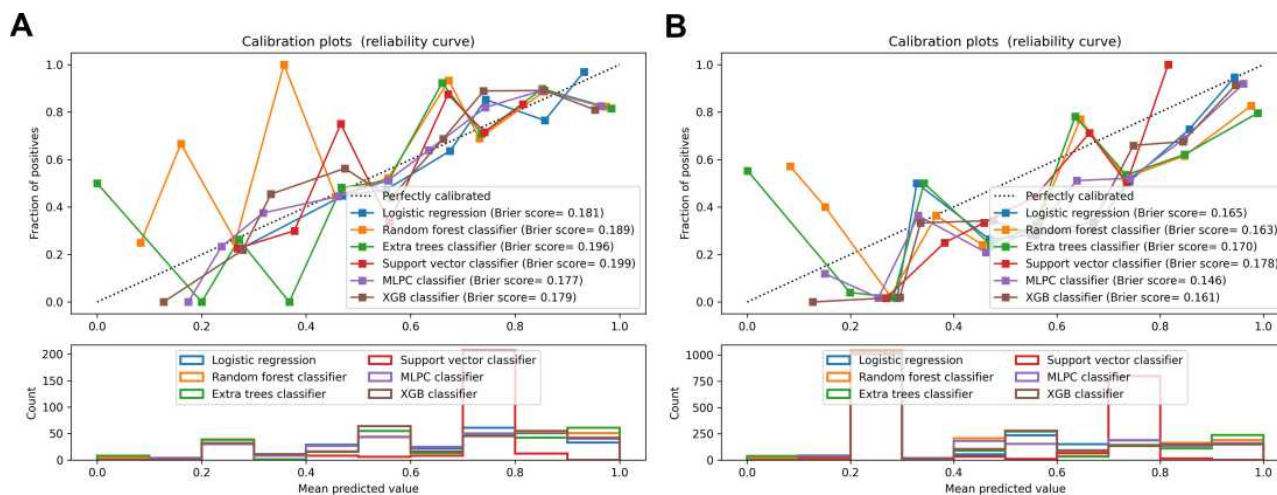 A
Calibration plots (reliability curve)
Fraction of positives
1.0
0.8
0.6
0.4
0.2
0.0
Perfectly calibrated
Logistic regression (Brier score= 0.181)
Random forest classifier (Brier score= 0.189)
Extra trees classifier (Brier score= 0.196)
Support vector classifier (Brier score= 0.199)
MLPC classifier (Brier score= 0.177)
XGB classifier (Brier score= 0.179)
0.0 0.2 0.4 0.6 0.8 1.0
Count
200
150
100
50
0
Logistic regression Support vector classifier
Random forest classifier MLPC classifier
Extra trees classifier XGB classifier
0.0 0.2 0.4 0.6 0.8 1.0
Mean predicted value
B
Calibration plots (reliability curve)
Fraction of positives
1.0
0.8
0.6
0.4
0.2
0.0
Perfectly calibrated
Logistic regression (Brier score= 0.165)
Random forest classifier (Brier score= 0.163)
Extra trees classifier (Brier score= 0.170)
Support vector classifier (Brier score= 0.178)
MLPC classifier (Brier score= 0.146)
XGB classifier (Brier score= 0.161)
0.0 0.2 0.4 0.6 0.8 1.0
Count
1000
750
500
250
0
Logistic regression Support vector classifier
Random forest classifier MLPC classifier
Extra trees classifier XGB classifier
0.0 0.2 0.4 0.6 0.8 1.0
Mean predicted value